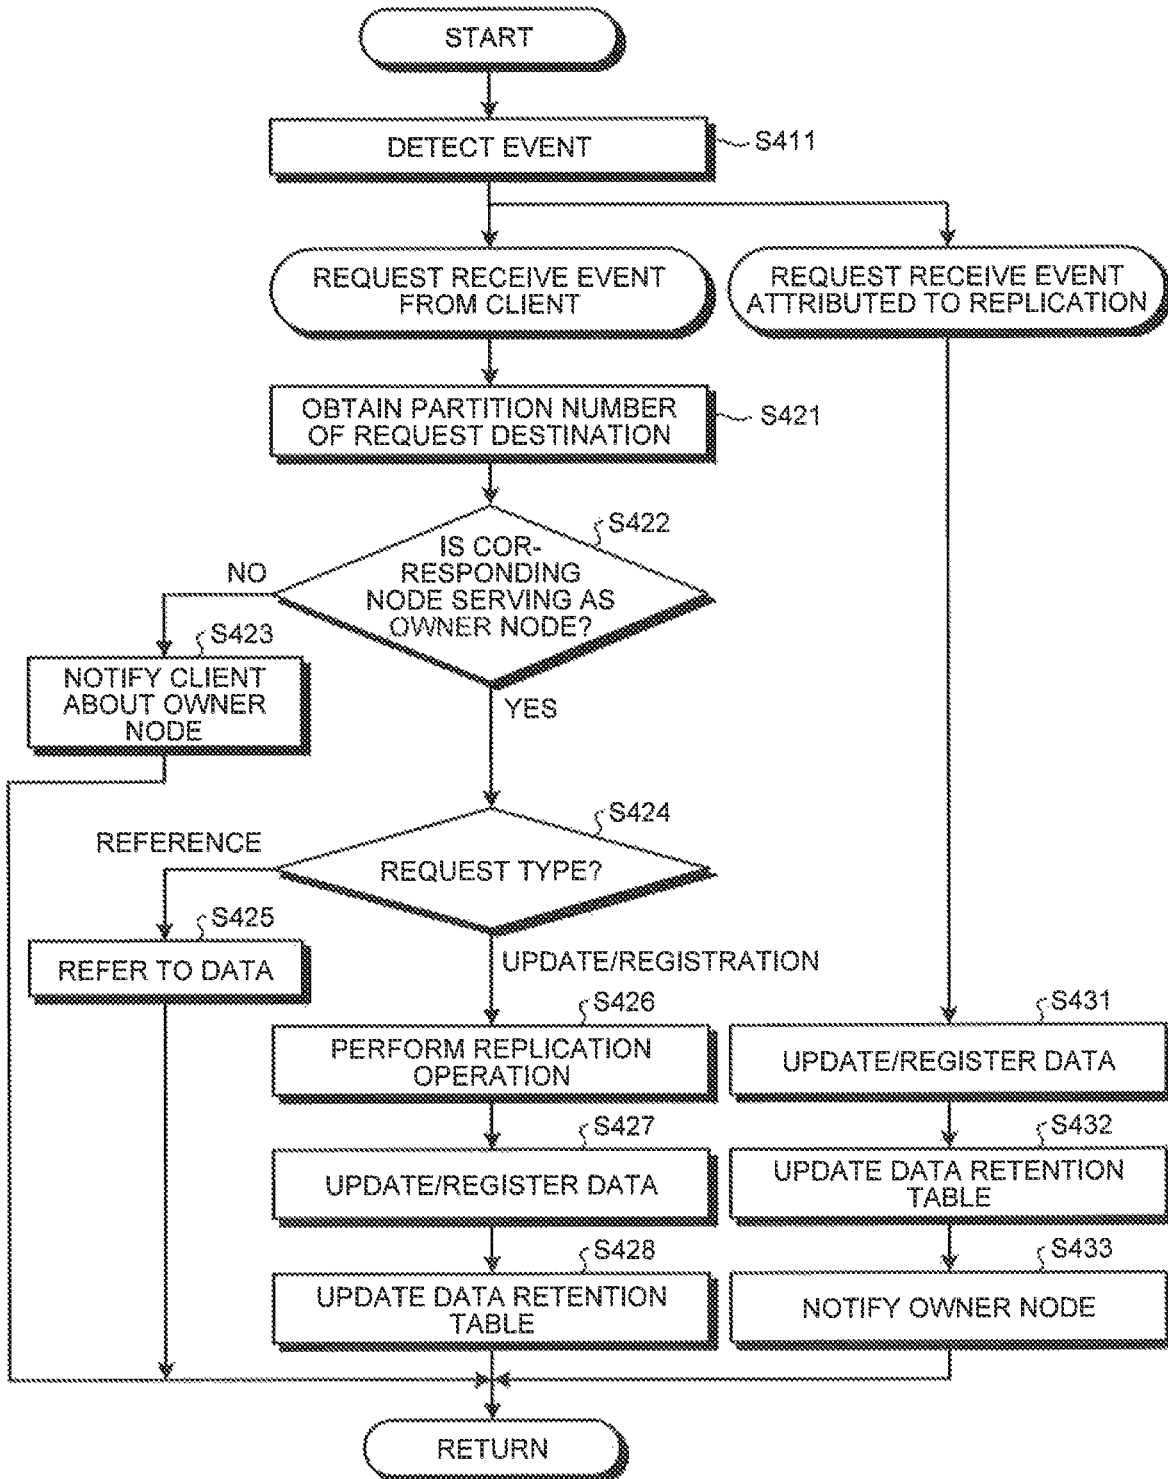 START
DETECT EVENT
S411
REQUEST RECEIVE EVENT
FROM CLIENT
REQUEST RECEIVE EVENT
ATTRIBUTED TO REPLICATION
OBTAIN PARTITION NUMBER
OF REQUEST DESTINATION
S421
S422
IS COR-
RESPONDING
NODE SERVING AS
OWNER NODE?
NO
S423
NOTIFY CLIENT
ABOUT OWNER
NODE
YES
S424
REFERENCE
REQUEST TYPE?
S425
REFER TO DATA
UPDATE/REGISTRATION
S426
PERFORM REPLICATION
OPERATION
S431
UPDATE/REGISTER DATA
S427
UPDATE/REGISTER DATA
S432
UPDATE DATA RETENTION
TABLE
S428
UPDATE DATA RETENTION
TABLE
S433
NOTIFY OWNER NODE
RETURN